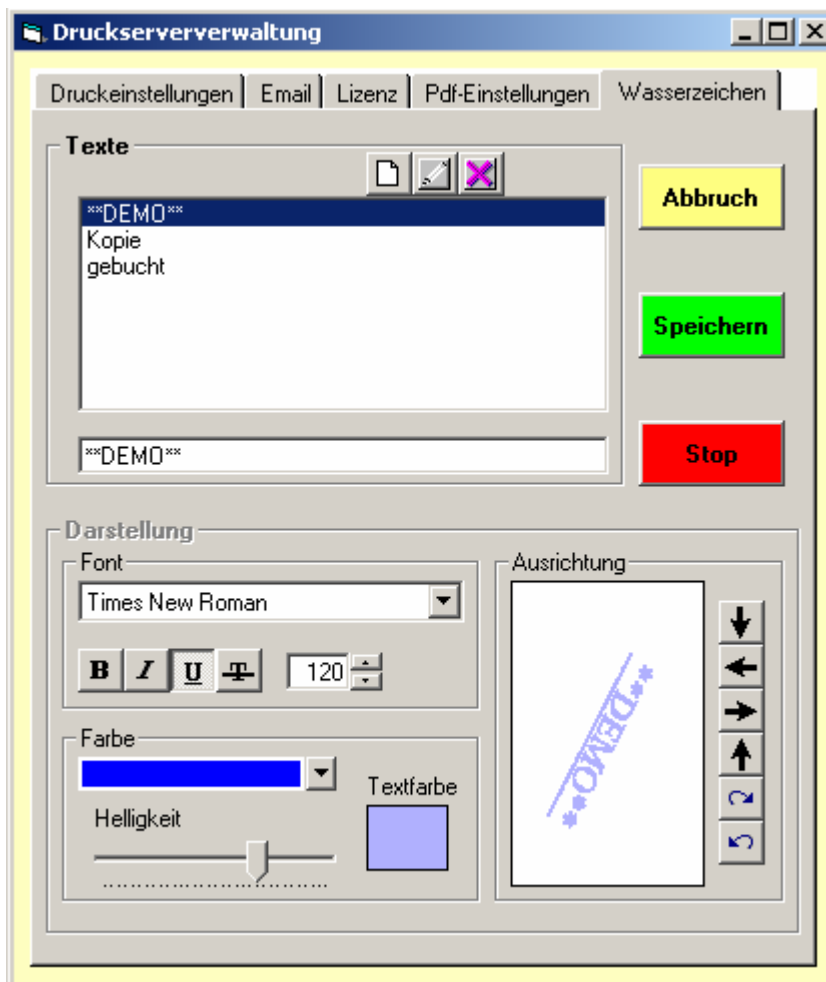 Druckserververwaltung
Druckeinstellungen Email Lizenz Pdf-Einstellungen Wasserzeichen
Texte
**DEMO**
Kopie
gebucht
**DEMO**
Abbruch
Speichern
Stop
Darstellung
Font
Times New Roman
B I U T 120
Farbe
Helligkeit
Textfarbe
Ausrichtung
**DEMO**